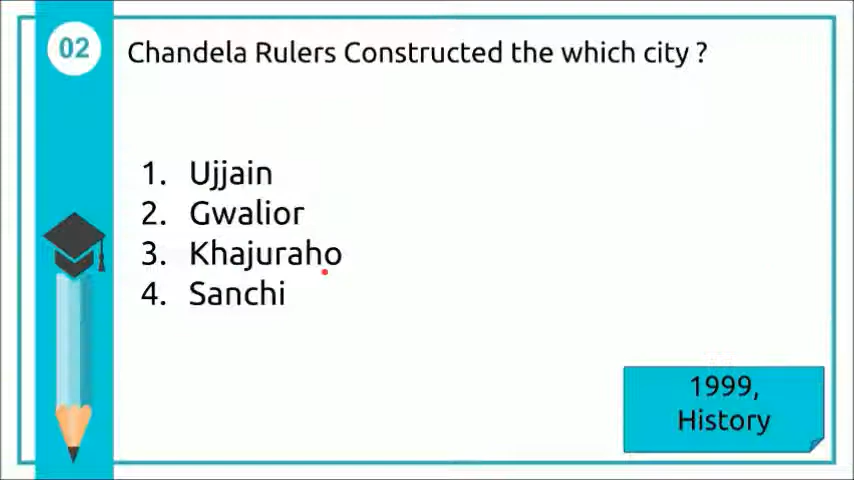 02
Chandela Rulers Constructed the which city ?
1. Ujjain
2. Gwalior
3. Khajuraho
4. Sanchi
1999,
History